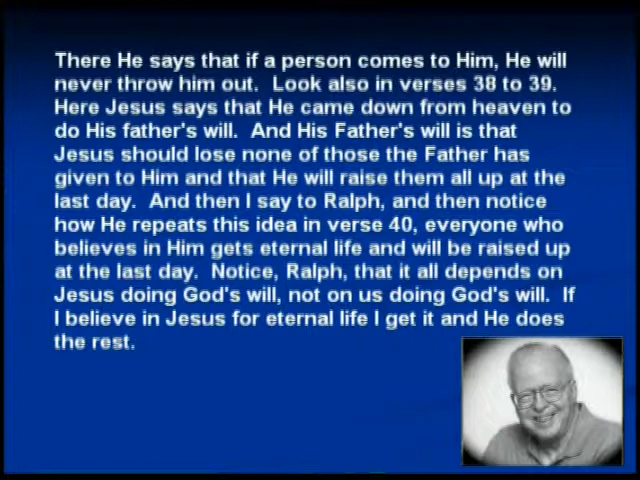 There He says that if a person comes to Him, He will
never throw him out.  Look also in verses 38 to 39.
Here Jesus says that He came down from heaven to
do His father's will.  And His Father's will is that
Jesus should lose none of those the Father has
given to Him and that He will raise them all up at the
last day.  And then I say to Ralph, and then notice
how He repeats this idea in verse 40, everyone who
believes in Him gets eternal life and will be raised up
at the last day.  Notice, Ralph, that it all depends on
Jesus doing God's will, not on us doing God's will.  If
I believe in Jesus for eternal life I get it and He does
the rest.